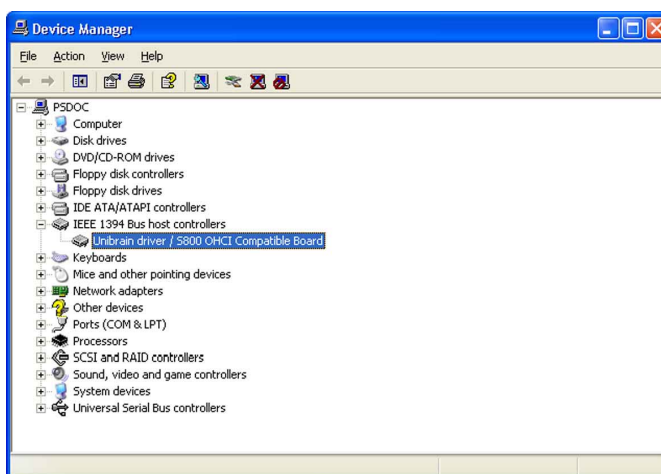 Device Manager
File Action View Help
PSDOC
Computer
Disk drives
DVD/CD-ROM drives
Floppy disk controllers
Floppy disk drives
IDE ATA/ATAPI controllers
IEEE 1394 Bus host controllers
Unibrain driver / S800 OHCI Compatible Board
Keyboards
Mice and other pointing devices
Network adapters
Other devices
Ports (COM & LPT)
Processors
SCSI and RAID controllers
Sound, video and game controllers
System devices
Universal Serial Bus controllers